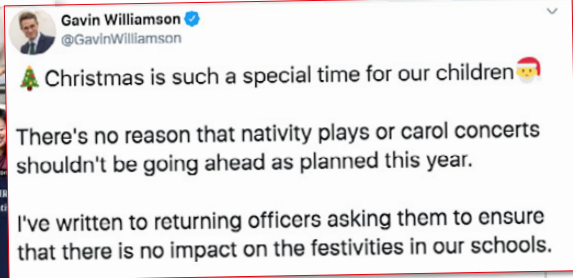 Gavin Williamson
@GavinWilliamson
🎄 Christmas is such a special time for our children🎅
There's no reason that nativity plays or carol concerts
shouldn't be going ahead as planned this year.
I've written to returning officers asking them to ensure
that there is no impact on the festivities in our schools.